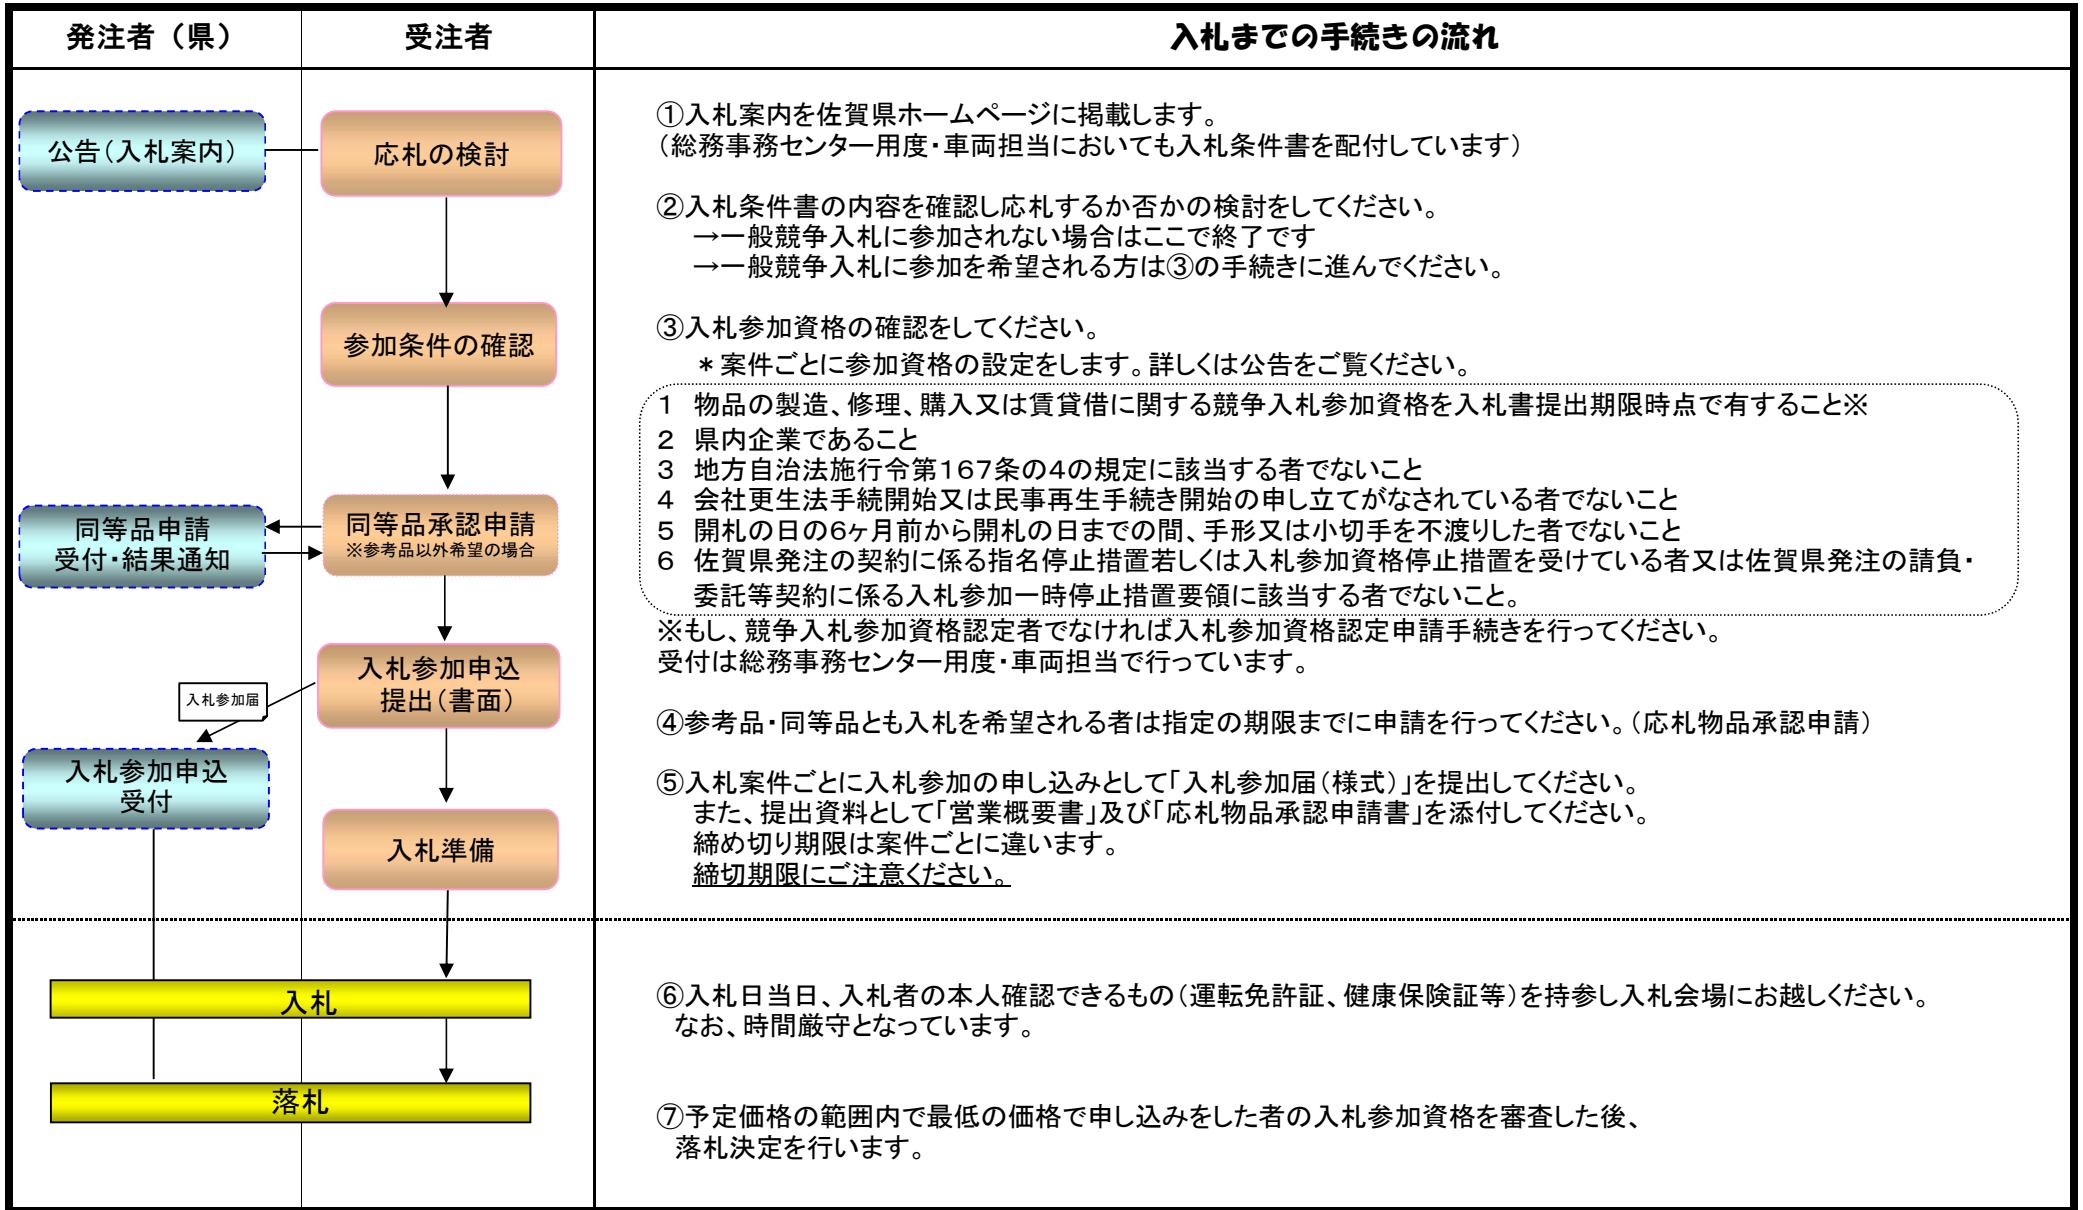 発注者（県）
受注者
入札までの手続きの流れ
公告（入札案内）
応札の検討
参加条件の確認
同等品申請
受付・結果通知
同等品承認申請
※参考品以外希望の場合
入札参加申込
提出（書面）
入札参加届
入札参加申込
受付
入札準備
入札
落札
①入札案内を佐賀県ホームページに掲載します。
（総務事務センター用度・車両担当においても入札条件書を配付しています）
②入札条件書の内容を確認し応札するか否かの検討をしてください。
→一般競争入札に参加されない場合はここで終了です
→一般競争入札に参加を希望される方は③の手続きに進んでください。
③入札参加資格の確認をしてください。
＊案件ごとに参加資格の設定をします。詳しくは公告をご覧ください。
１　物品の製造、修理、購入又は賃貸借に関する競争入札参加資格を入札書提出期限時点で有すること※
２　県内企業であること
３　地方自治法施行令第１６７条の４の規定に該当する者でないこと
４　会社更生法手続開始又は民事再生手続き開始の申し立てがなされている者でないこと
５　開札の日の６ヶ月前から開札の日までの間、手形又は小切手を不渡りした者でないこと
６　佐賀県発注の契約に係る指名停止措置若しくは入札参加資格停止措置を受けている者又は佐賀県発注の請負・
委託等契約に係る入札参加一時停止措置要領に該当する者でないこと。
※もし、競争入札参加資格認定者でなければ入札参加資格認定申請手続きを行ってください。
受付は総務事務センター用度・車両担当で行っています。
④参考品・同等品とも入札を希望される者は指定の期限までに申請を行ってください。（応札物品承認申請）
⑤入札案件ごとに入札参加の申し込みとして「入札参加届（様式）」を提出してください。
また、提出資料として「営業概要書」及び「応札物品承認申請書」を添付してください。
締め切り期限は案件ごとに違います。
締切期限にご注意ください。
⑥入札日当日、入札者の本人確認できるもの（運転免許証、健康保険証等）を持参し入札会場にお越しください。
なお、時間厳守となっています。
⑦予定価格の範囲内で最低の価格で申し込みをした者の入札参加資格を審査した後、
落札決定を行います。